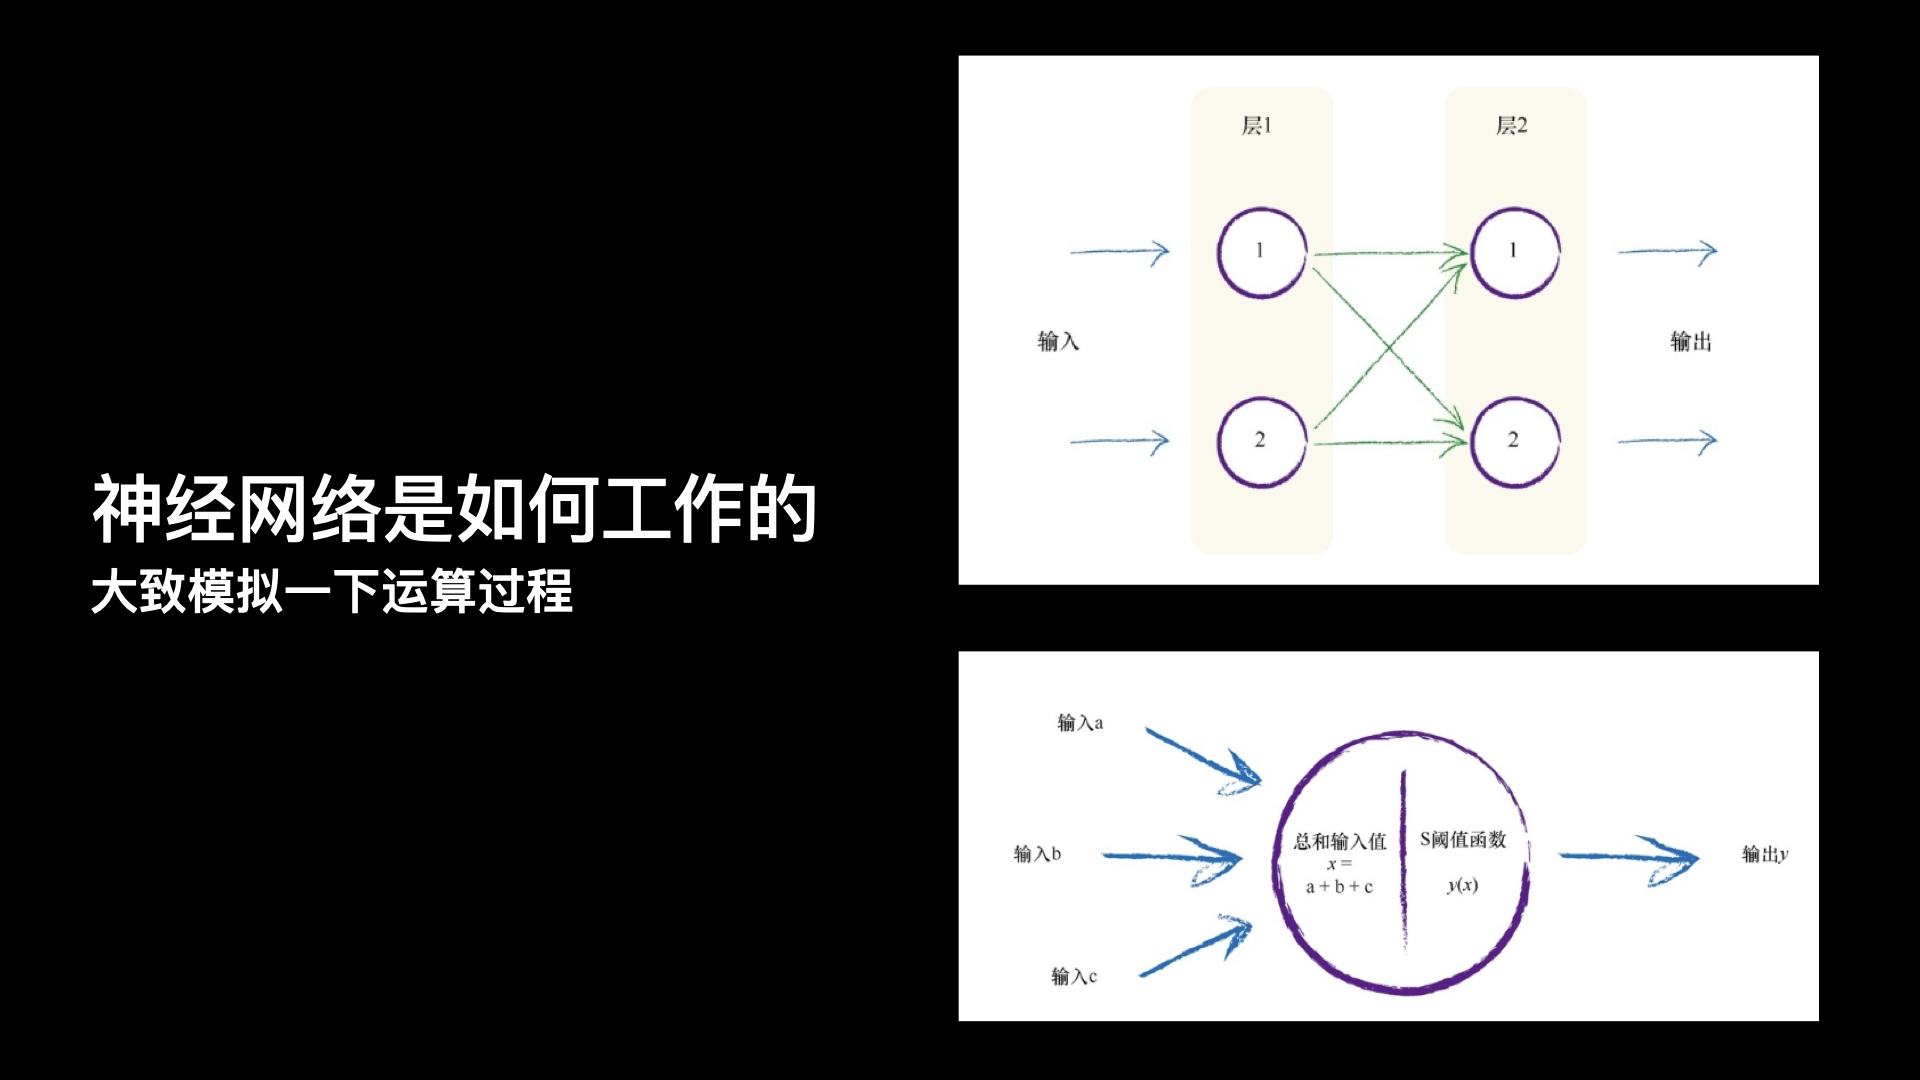 神经网络是如何工作的
大致模拟一下运算过程
层1
层2
1
1
输入
输出
2
2
输入a
输入b
总和输入值
x =
a + b + c
S阈值函数
y(x)
输出y
输入c